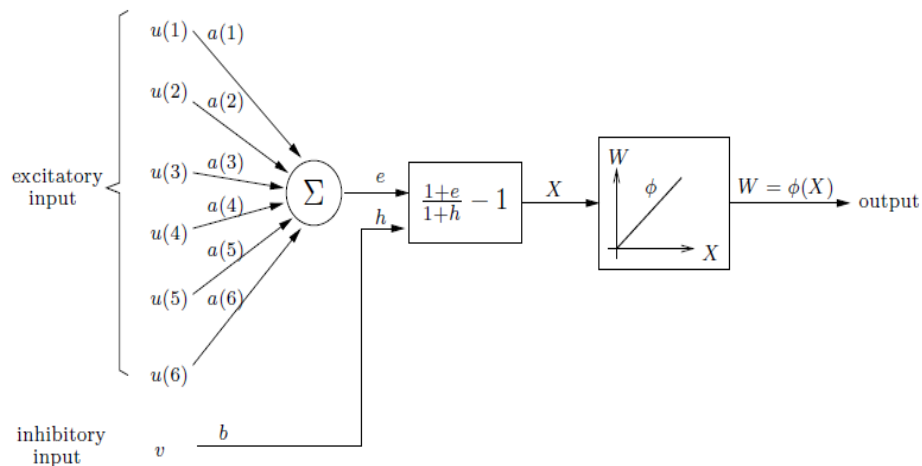 u(1) a(1)
u(2) a(2)
u(3) a(3)
excitatory
input
u(4) a(4)
a(5)
u(5) a(6)
u(6)
Σ
e
h
1+e
1+h
− 1
X
W
ϕ
X
W = ϕ(X)
output
inhibitory
input
v
b